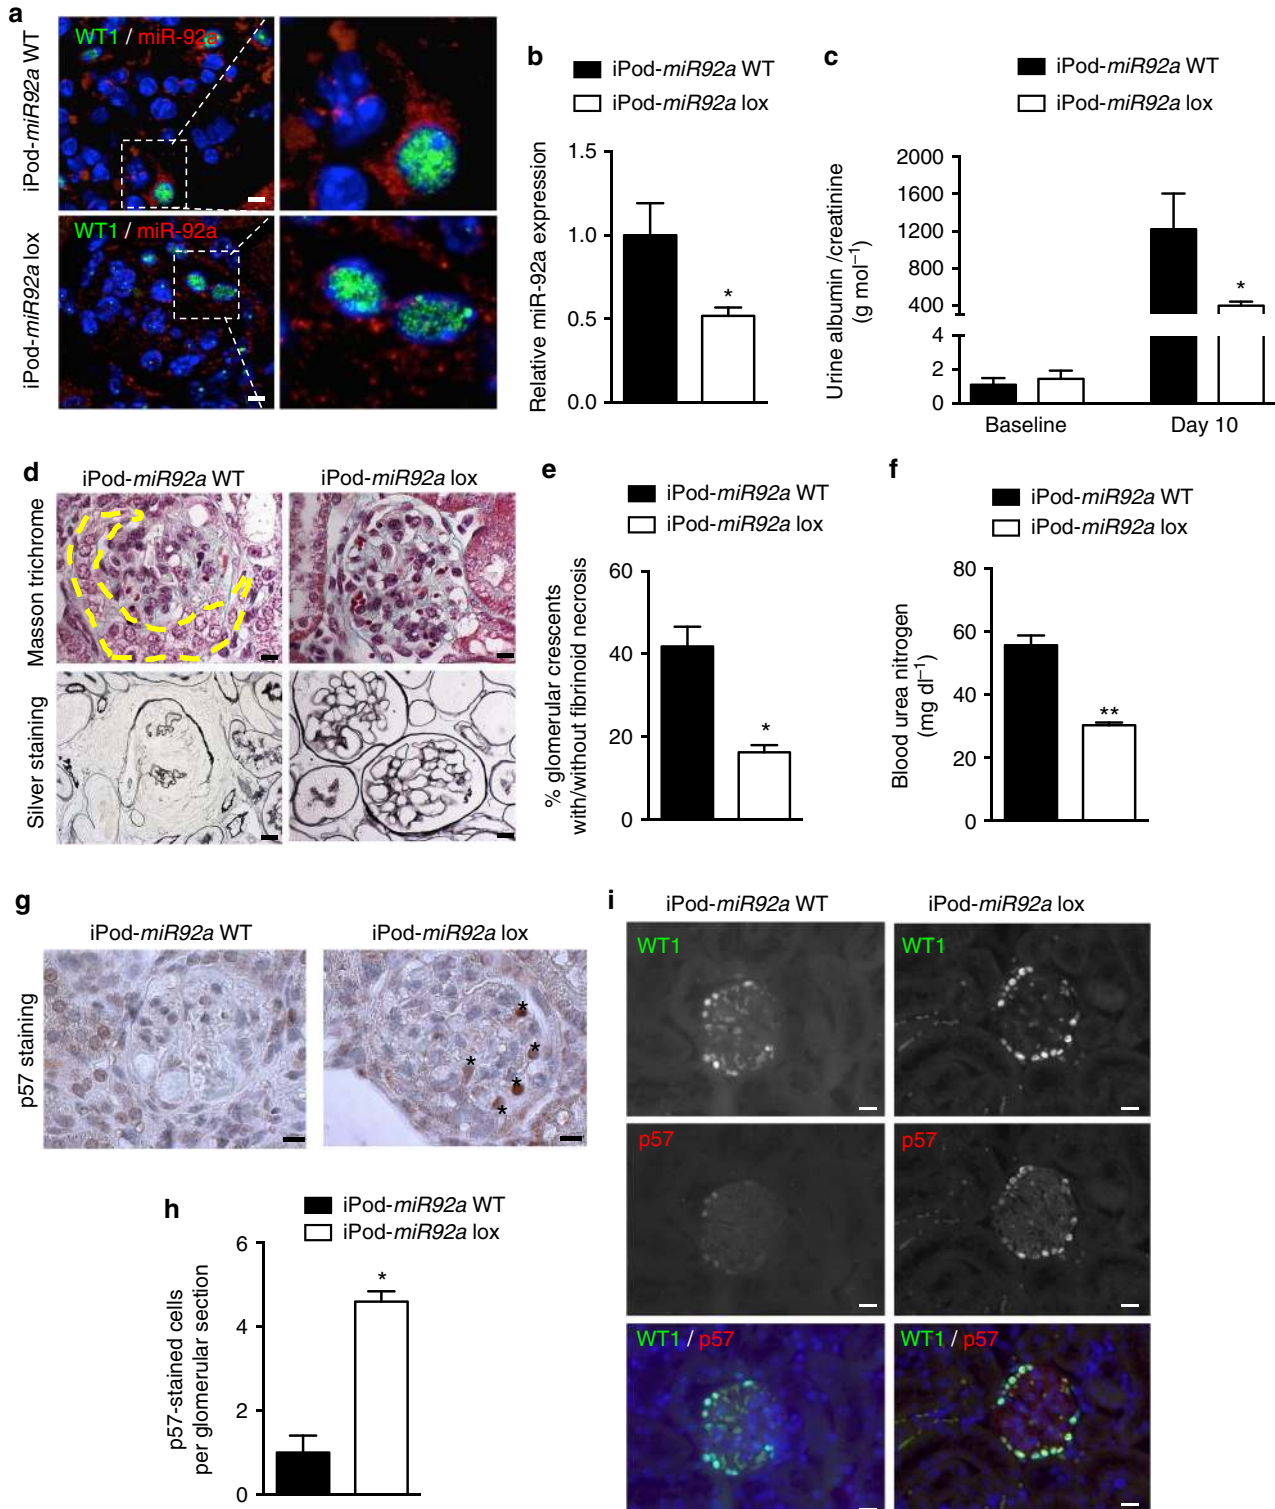 a
iPod-miR92a WT
WT1 / miR-92a
iPod-miR92a lox
WT1 / miR-92a
b
iPod-miR92a WT
iPod-miR92a lox
Relative miR-92a expression
1.5
1.0
0.5
0.0
*
c
iPod-miR92a WT
iPod-miR92a lox
Urine albumin /creatinine
(g mol−1)
2000
1600
1200
800
400
4
2
0
*
Baseline
Day 10
d
iPod-miR92a WT
iPod-miR92a lox
Masson trichrome
Silver staining
e
iPod-miR92a WT
iPod-miR92a lox
% glomerular crescents
with/without fibrinoid necrosis
60
40
20
0
*
f
iPod-miR92a WT
iPod-miR92a lox
Blood urea nitrogen
(mg dl−1)
80
60
40
20
0
**
g
iPod-miR92a WT
iPod-miR92a lox
p57 staining
*
*
*
*
*
h
iPod-miR92a WT
iPod-miR92a lox
p57-stained cells
per glomerular section
6
4
2
0
*
i
iPod-miR92a WT
iPod-miR92a lox
WT1
WT1
p57
p57
WT1 / p57
WT1 / p57